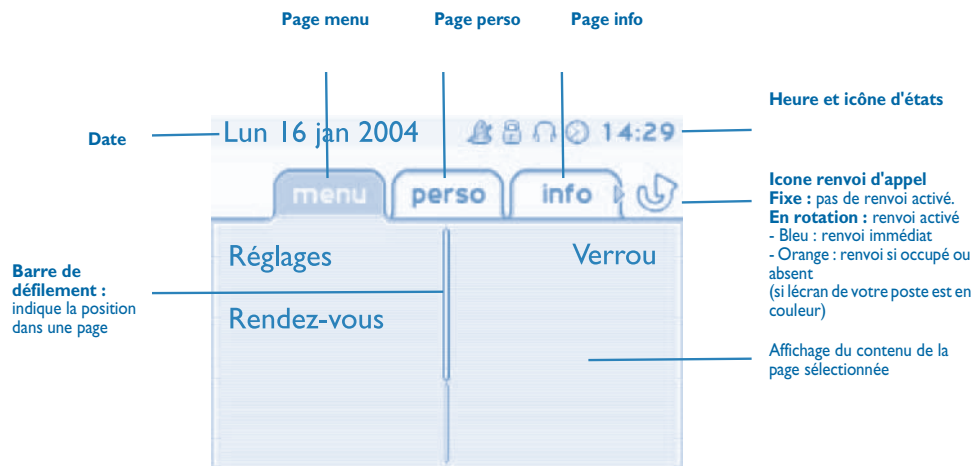 Page menu
Page perso
Page info
Heure et icône d'états
Date
Lun 16 jan 2004
14:29
menu
perso
info
Icone renvoi d'appel
Fixe : pas de renvoi activé.
En rotation : renvoi activé
- Bleu : renvoi immédiat
- Orange : renvoi si occupé ou
absent
(si lécran de votre poste est en
couleur)
Réglages
Verrou
Barre de
défilement :
indique la position
dans une page
Rendez-vous
Affichage du contenu de la
page sélectionnée